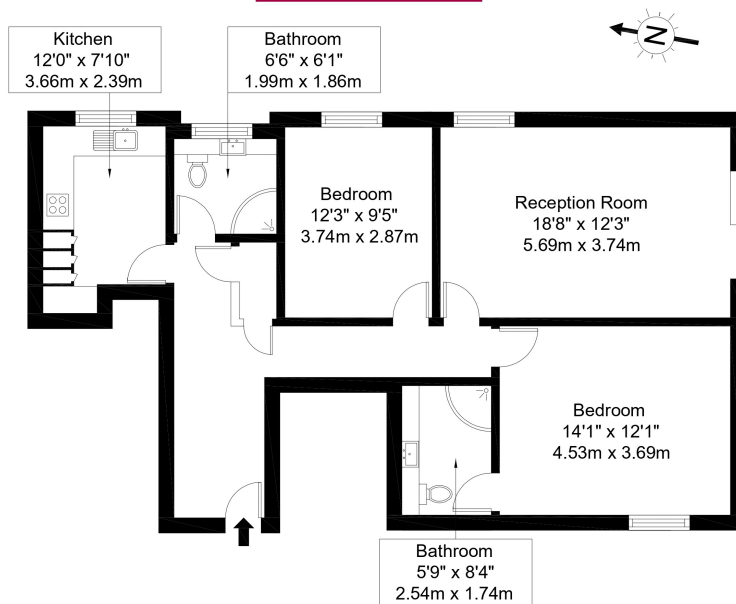 Kitchen
12'0" x 7'10"
3.66m x 2.39m
Bathroom
6'6" x 6'1"
1.99m x 1.86m
N
Bedroom
12'3" x 9'5"
3.74m x 2.87m
Reception Room
18'8" x 12'3"
5.69m x 3.74m
Bedroom
14'1" x 12'1"
4.53m x 3.69m
Bathroom
5'9" x 8'4"
2.54m x 1.74m